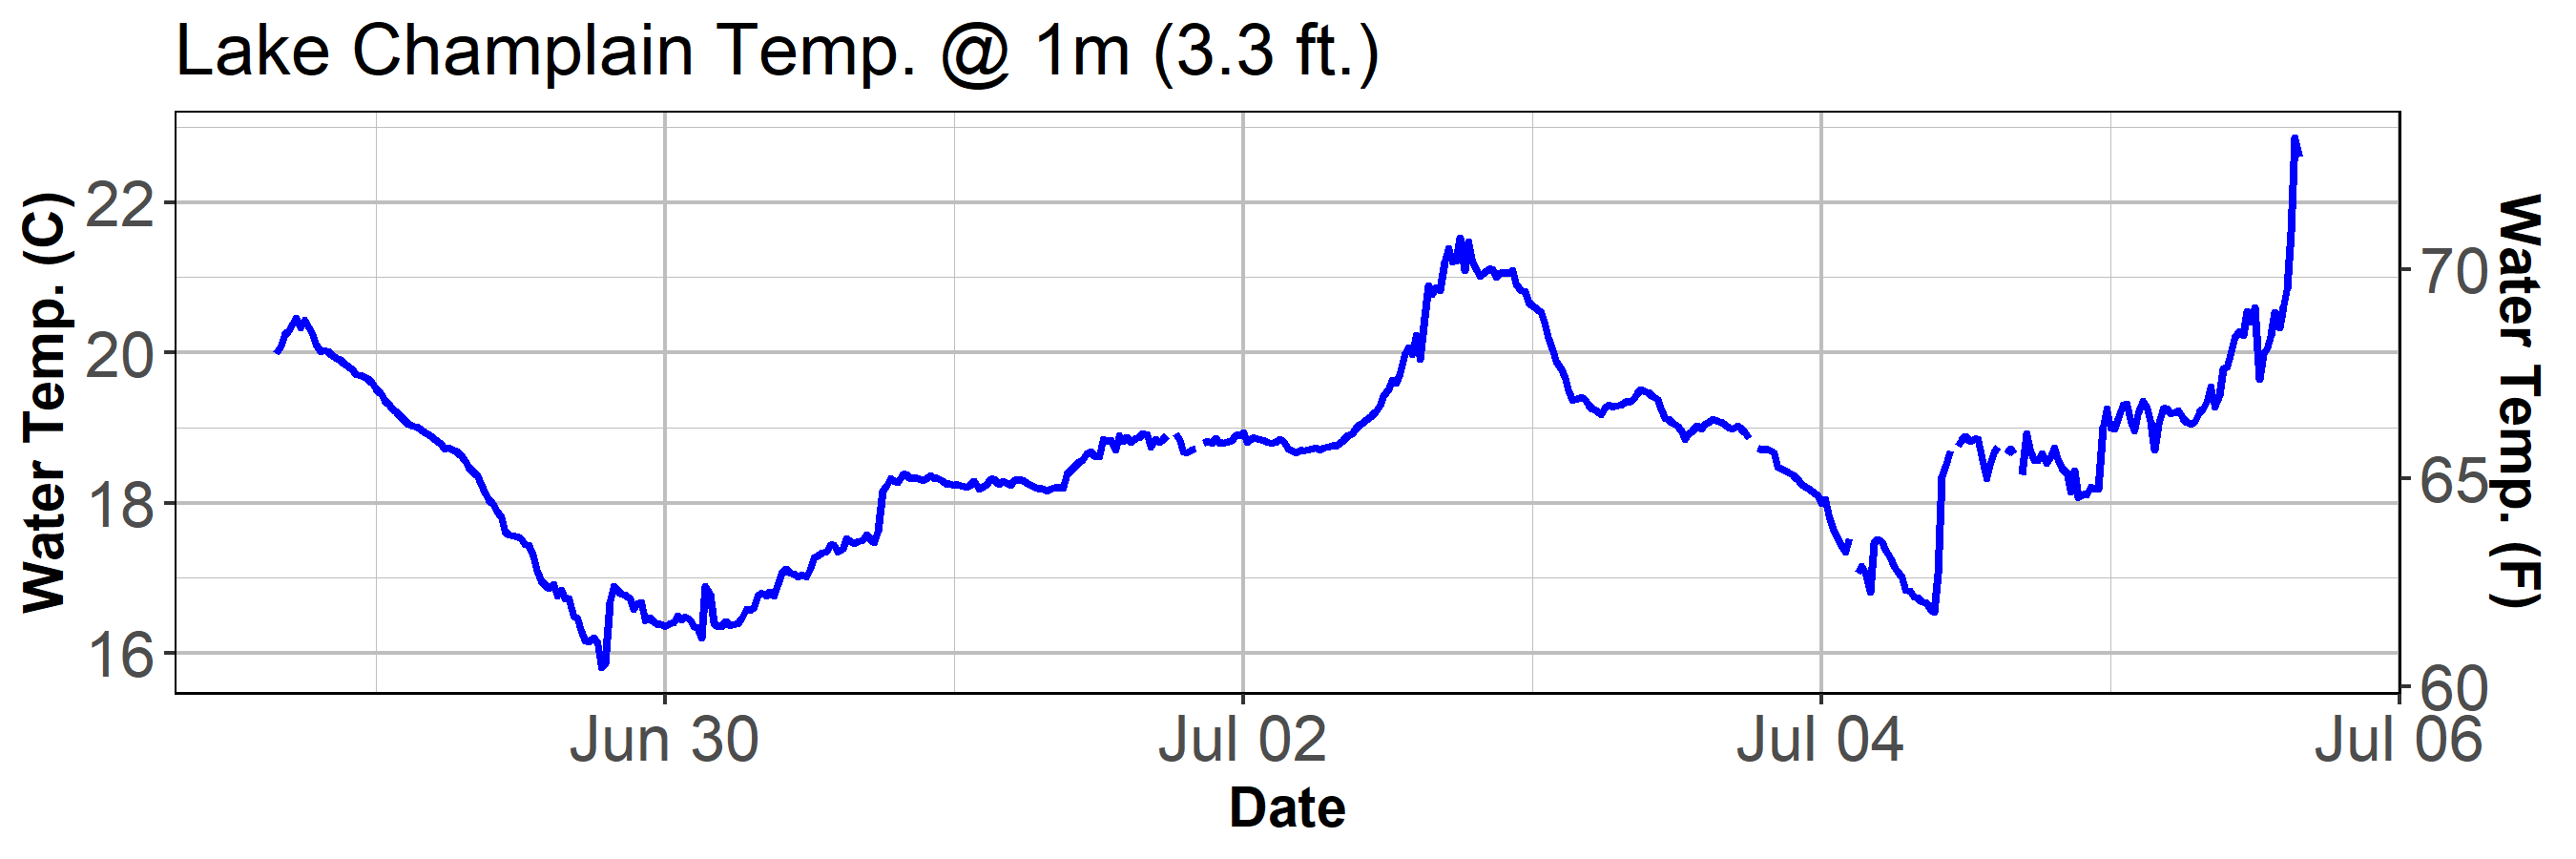 Lake Champlain Temp. @ 1m (3.3 ft.)
Water Temp. (C)
22
20
18
16
70
65
60
Water Temp. (F)
Jun 30
Jul 02
Jul 04
Jul 06
Date